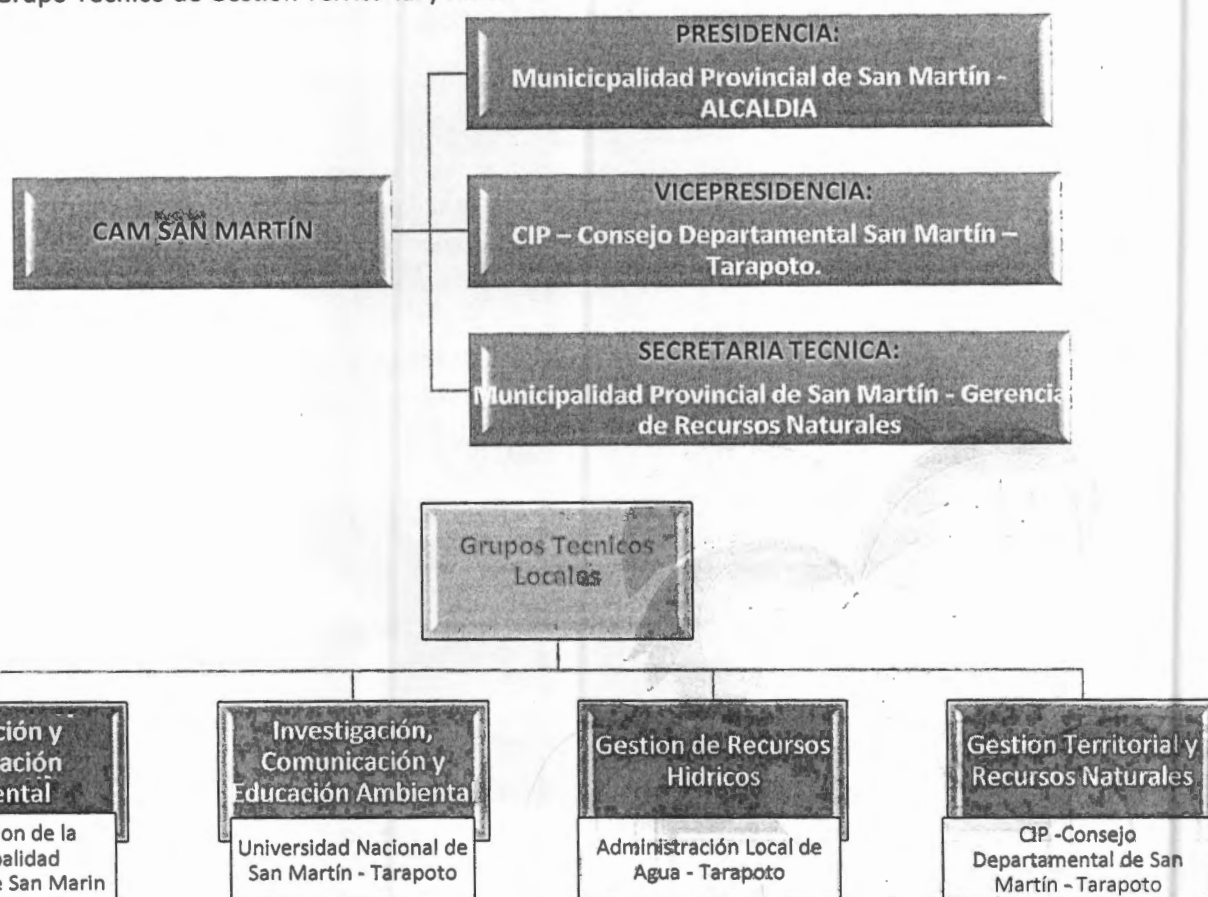 Grupo Técnico de Gestión Territorial y
PRESIDENCIA:
Municicpalidad Provincial de San Martín -
ALCALDIA
CAM SAN MARTÍN
VICEPRESIDENCIA:
CIP – Consejo Departamental San Martín –
Tarapoto.
SECRETARIA TECNICA:
Municipalidad Provincial de San Martín - Gerencia
de Recursos Naturales
Grupos Tecnicos
Locales
ción y
ación
ental
on de la
palidad
e San Marin
Investigación,
Comunicación y
Educación Ambiental
Universidad Nacional de
San Martín - Tarapoto
Gestion de Recursos
Hidricos
Administración Local de
Agua - Tarapoto
Gestion Territorial y
Recursos Naturales
CIP -Consejo
Departamental de San
Martín - Tarapoto